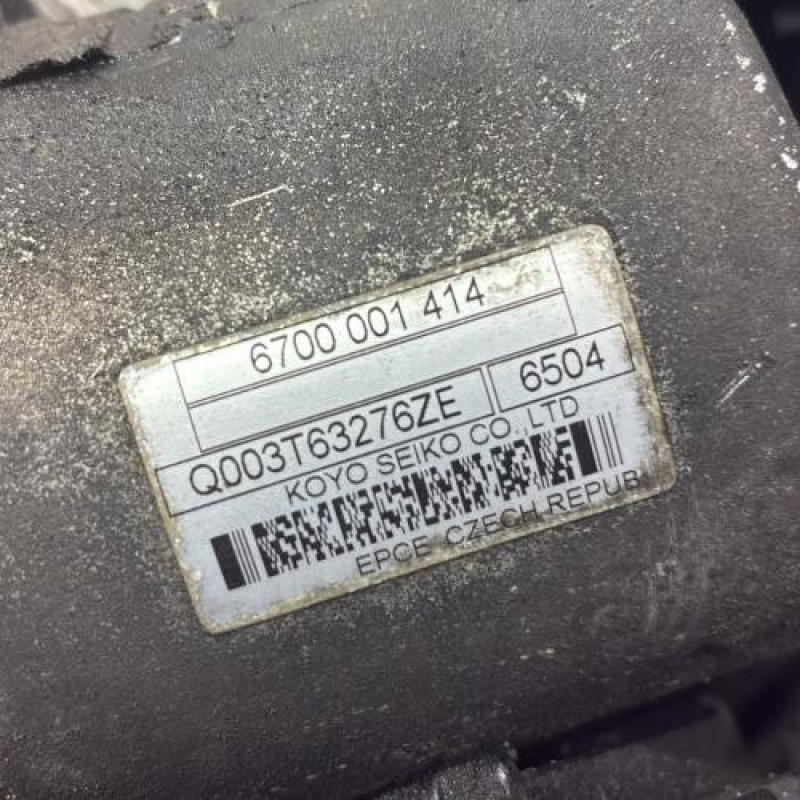 6700 001 414
Q003T63276ZE 6504
KOYO SEIKO CO.,LTD
EPCE CZECH REPUB